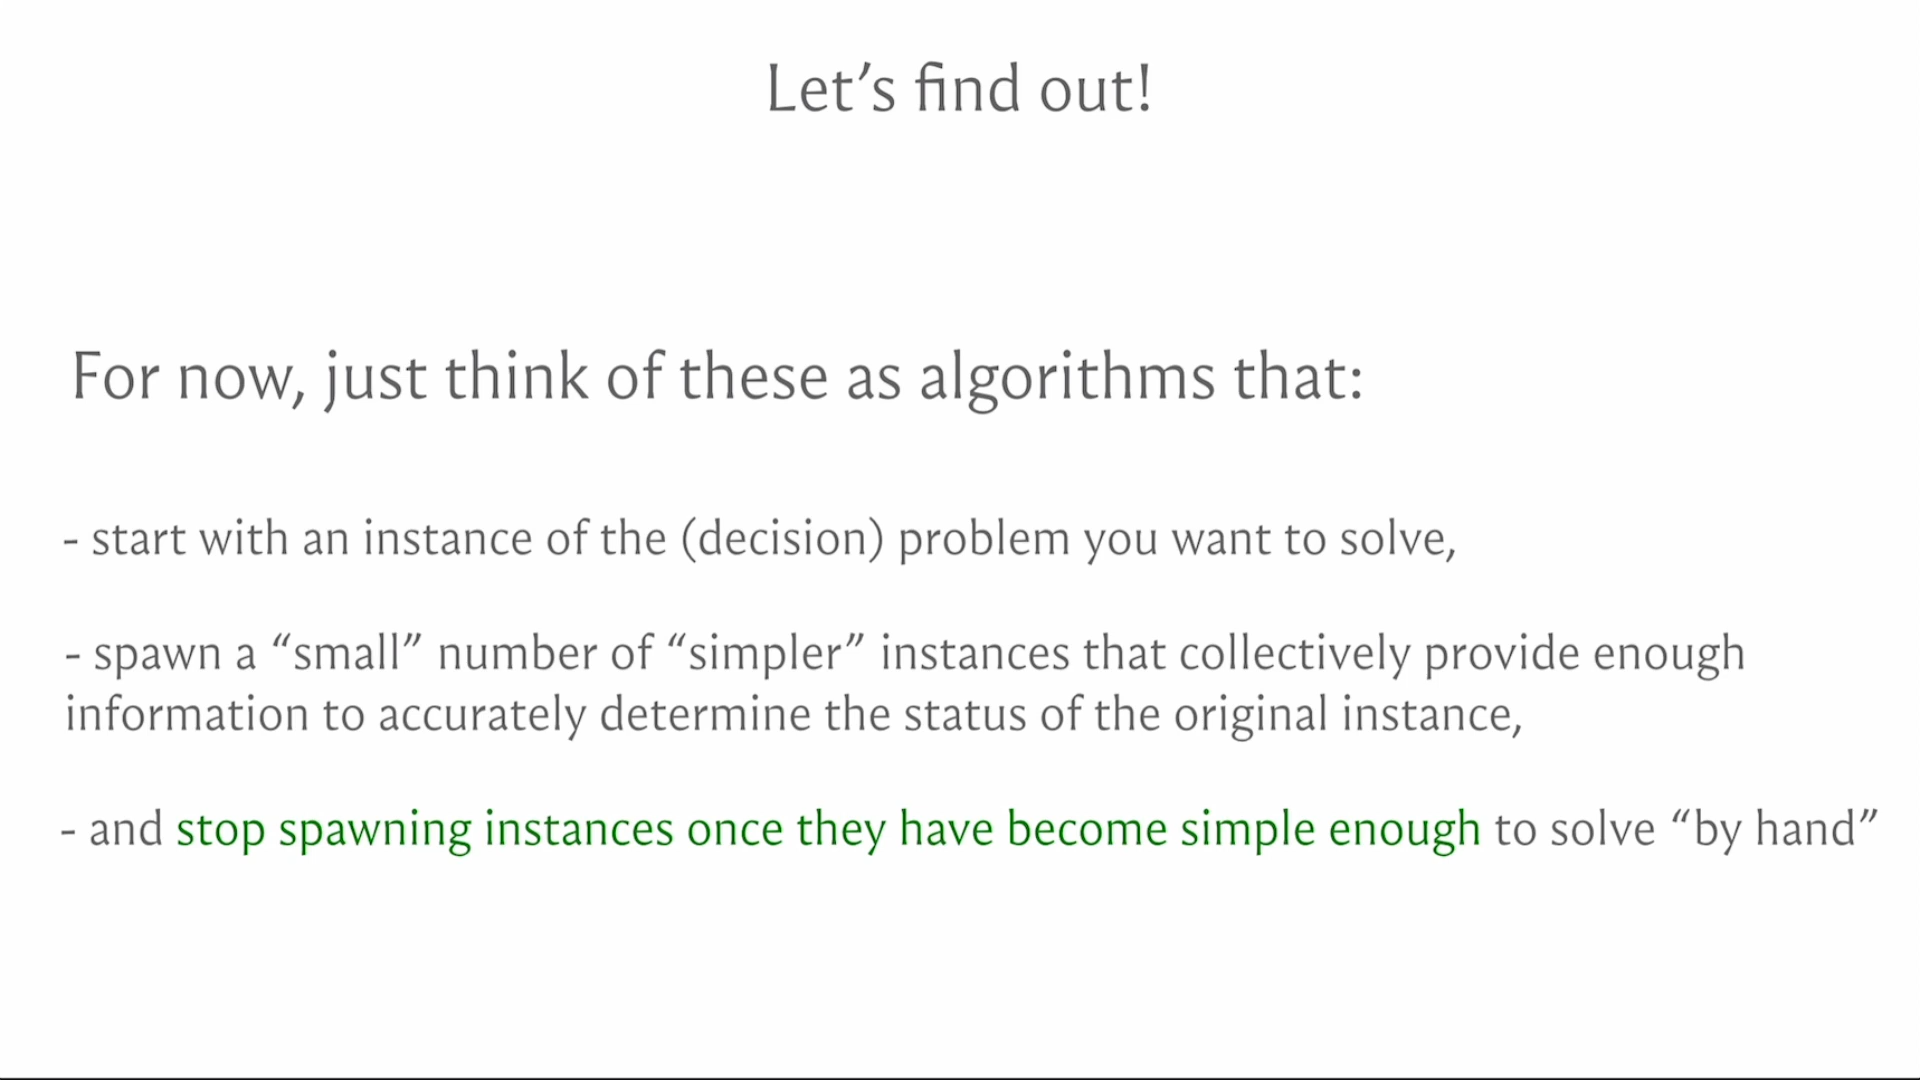 Let’s find out!
For now, just think of these as algorithms that:
- start with an instance of the (decision) problem you want to solve,
- spawn a “small” number of “simpler” instances that collectively provide enough
information to accurately determine the status of the original instance,
- and stop spawning instances once they have become simple enough to solve “by hand”